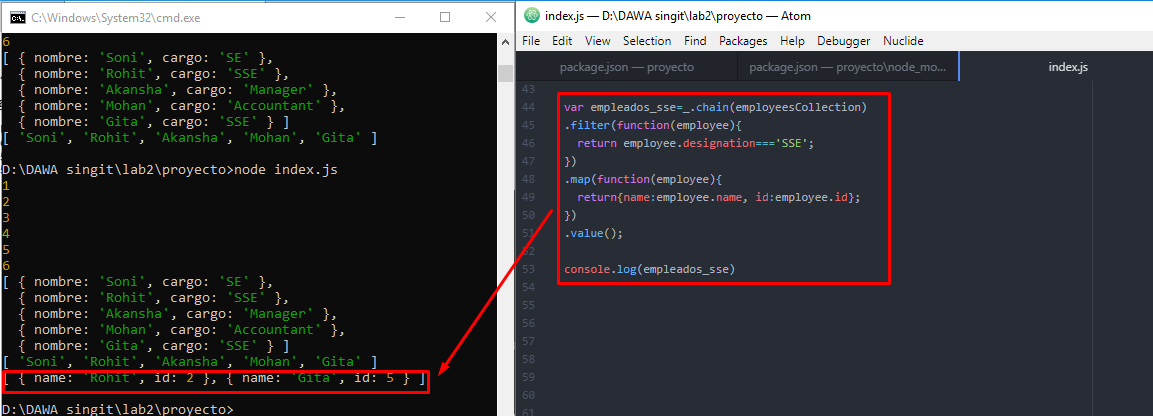 C:\Windows\System32\cmd.exe
6
[ { nombre: 'Soni', cargo: 'SE' },
{ nombre: 'Rohit', cargo: 'SSE' },
{ nombre: 'Akansha', cargo: 'Manager' },
{ nombre: 'Mohan', cargo: 'Accountant' },
{ nombre: 'Gita', cargo: 'SSE' } ]
[ 'Soni', 'Rohit', 'Akansha', 'Mohan', 'Gita' ]
D:\DAWA singit\lab2\proyecto>node index.js
1
2
3
4
5
6
[ { nombre: 'Soni', cargo: 'SE' },
{ nombre: 'Rohit', cargo: 'SSE' },
{ nombre: 'Akansha', cargo: 'Manager' },
{ nombre: 'Mohan', cargo: 'Accountant' },
{ nombre: 'Gita', cargo: 'SSE' } ]
[ 'Soni', 'Rohit', 'Akansha', 'Mohan', 'Gita' ]
[ { name: 'Rohit', id: 2 }, { name: 'Gita', id: 5 } ]
D:\DAWA singit\lab2\proyecto>
index.js — D:\DAWA singit\lab2\proyecto — Atom
File Edit View Selection Find Packages Help Debugger Nuclide
package.json — proyecto package.json — proyecto\node_mo... index.js
43
44 var empleados_sse=_.chain(employeesCollection)
45 .filter(function(employee){
46 return employee.designation==='SSE';
47 })
48 .map(function(employee){
49 return{name:employee.name, id:employee.id};
50 })
51 .value();
52
53 console.log(empleados_sse)
54
55
56
57
58
59
60
61